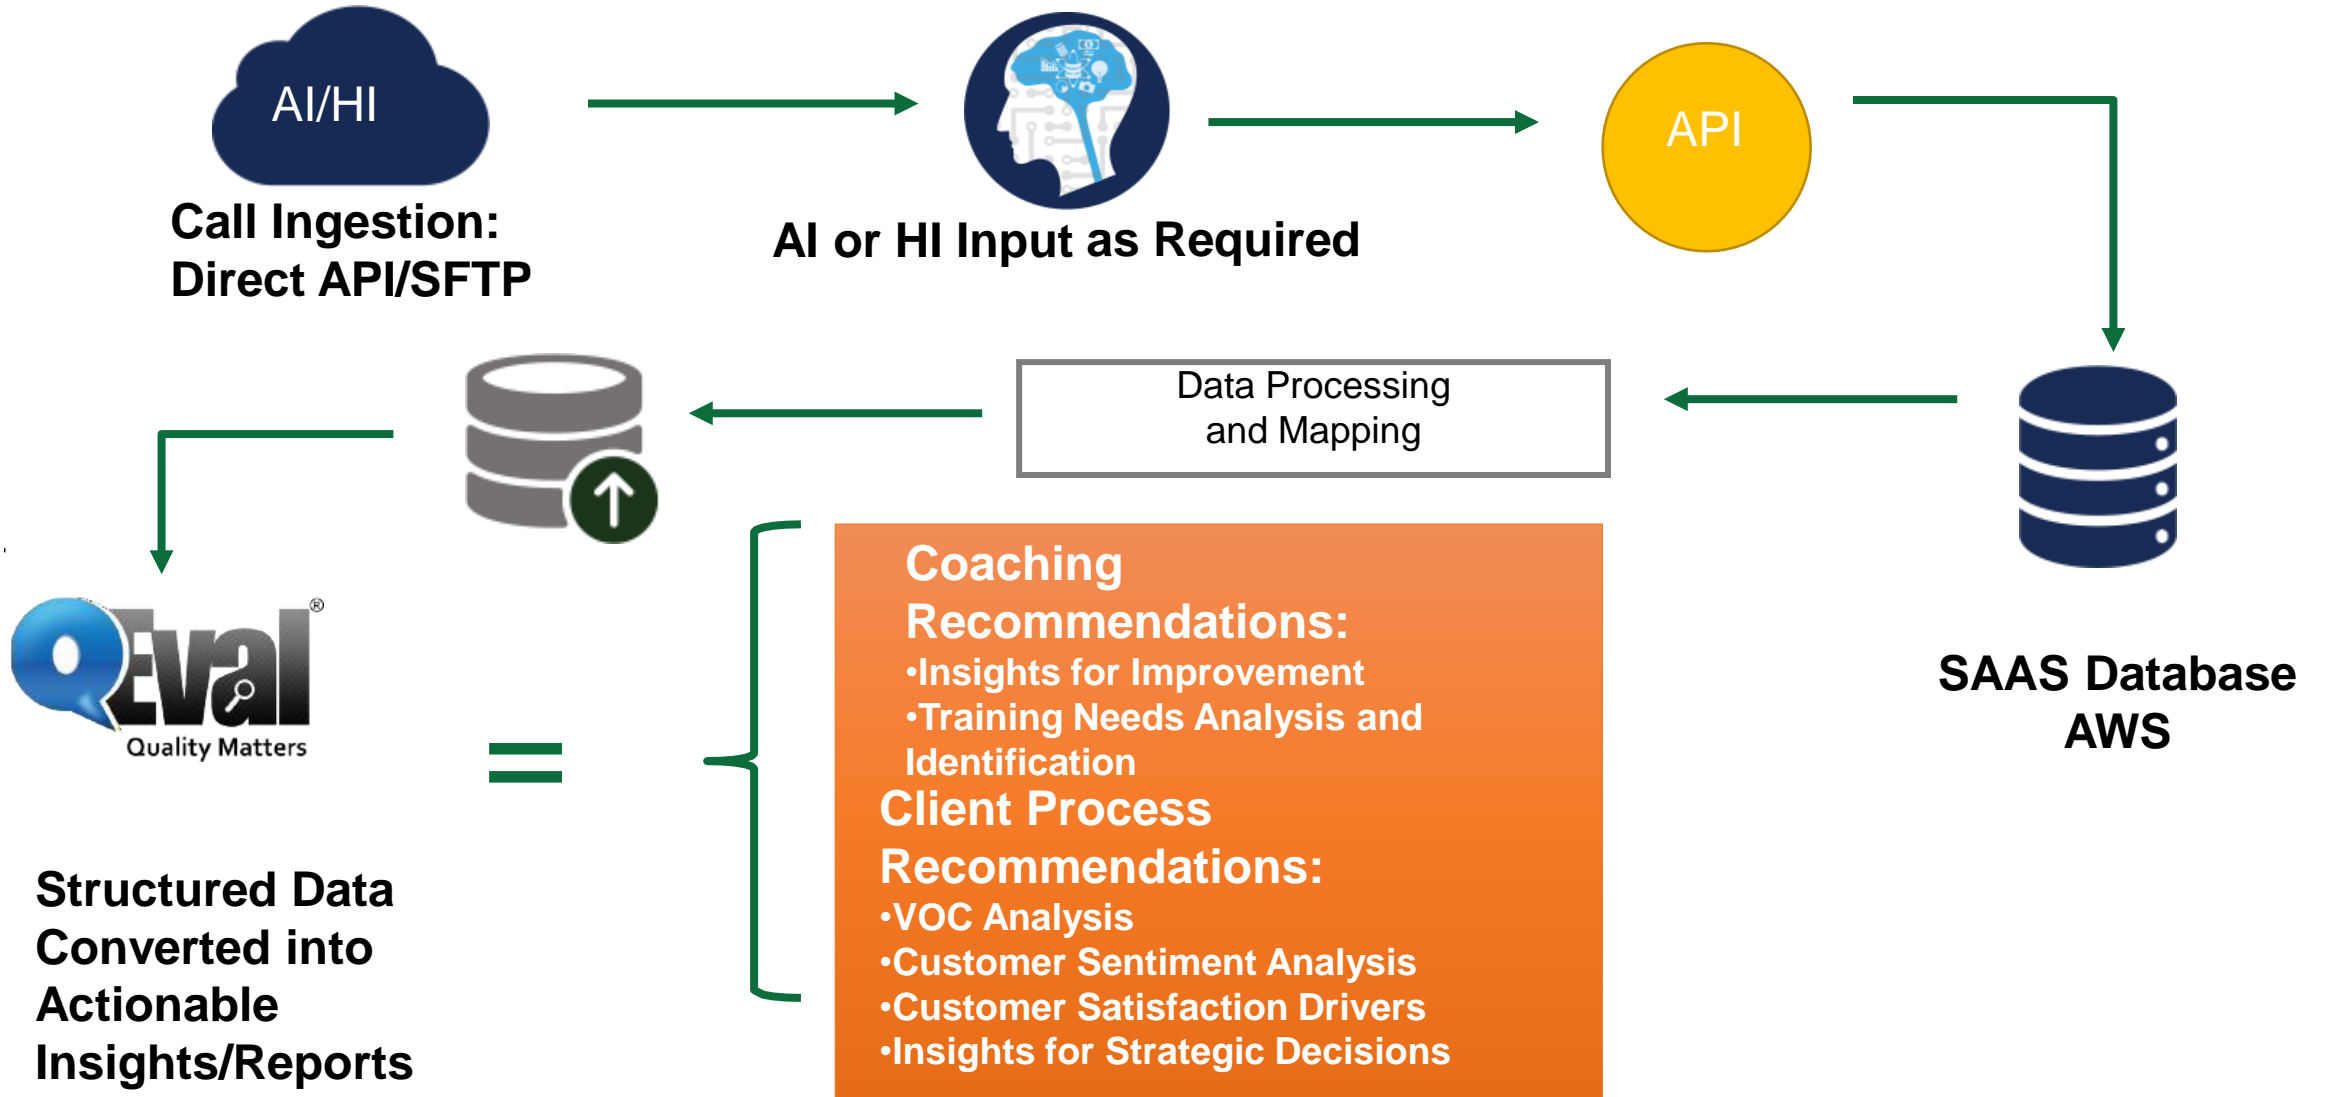 AI/HI
API
Call Ingestion:
Direct API/SFTP
AI or HI Input as Required
Data Processing
and Mapping
QEval®
Quality Matters
=
Coaching
Recommendations:
•Insights for Improvement
•Training Needs Analysis and
Identification
Client Process
Recommendations:
•VOC Analysis
•Customer Sentiment Analysis
•Customer Satisfaction Drivers
•Insights for Strategic Decisions
SAAS Database
AWS
Structured Data
Converted into
Actionable
Insights/Reports